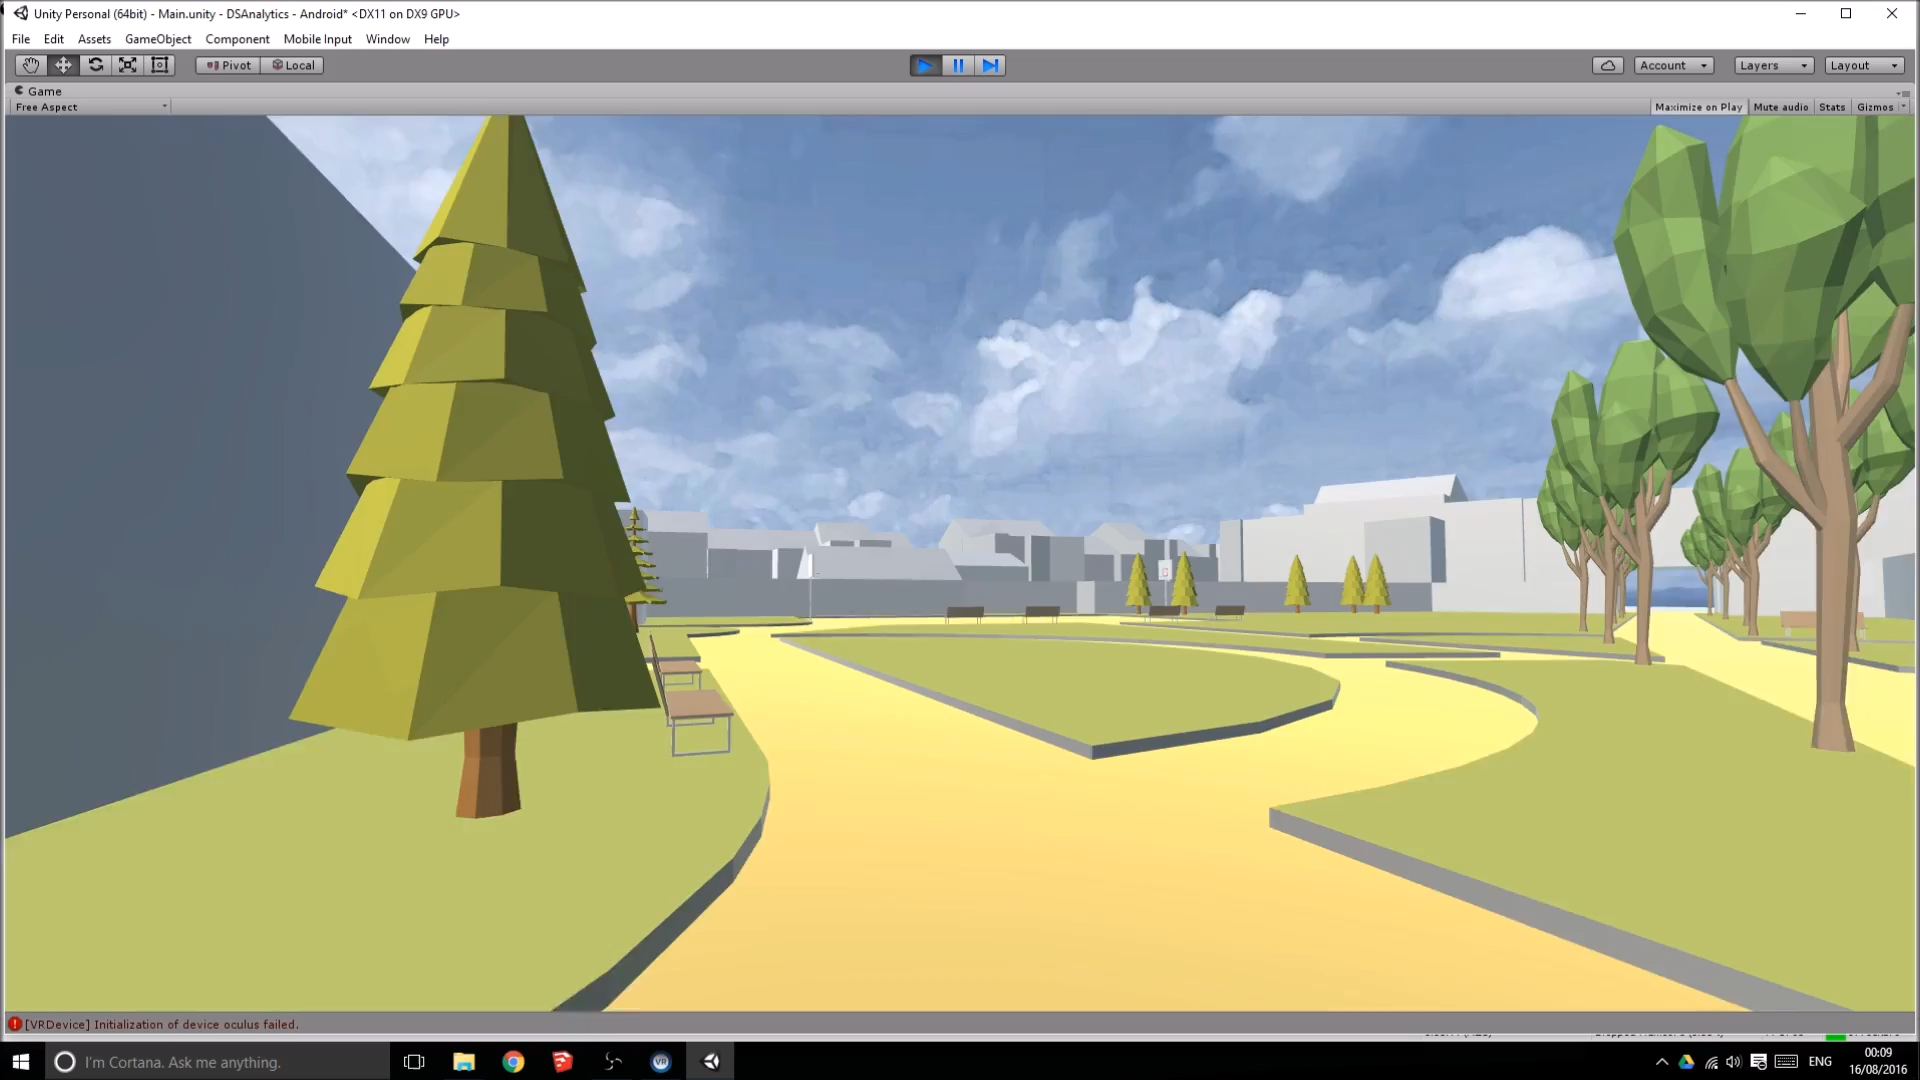 Unity Personal (64bit) - Main.unity - DSAnalytics - Android* <DX11 on DX9 GPU>
File Edit Assets GameObject Component Mobile Input Window Help
Pivot Local Account Layers Layout
Game
Free Aspect Maximize on Play Mute audio Stats Gizmos
[VRDevice] Initialization of device oculus failed.
I'm Cortana. Ask me anything.
VR
ENG
00:09
16/08/2016